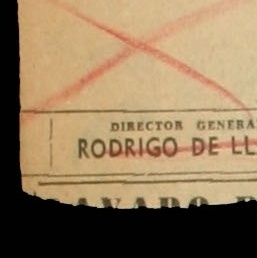 DIRECTOR GENERA
RODRIGO DE LL